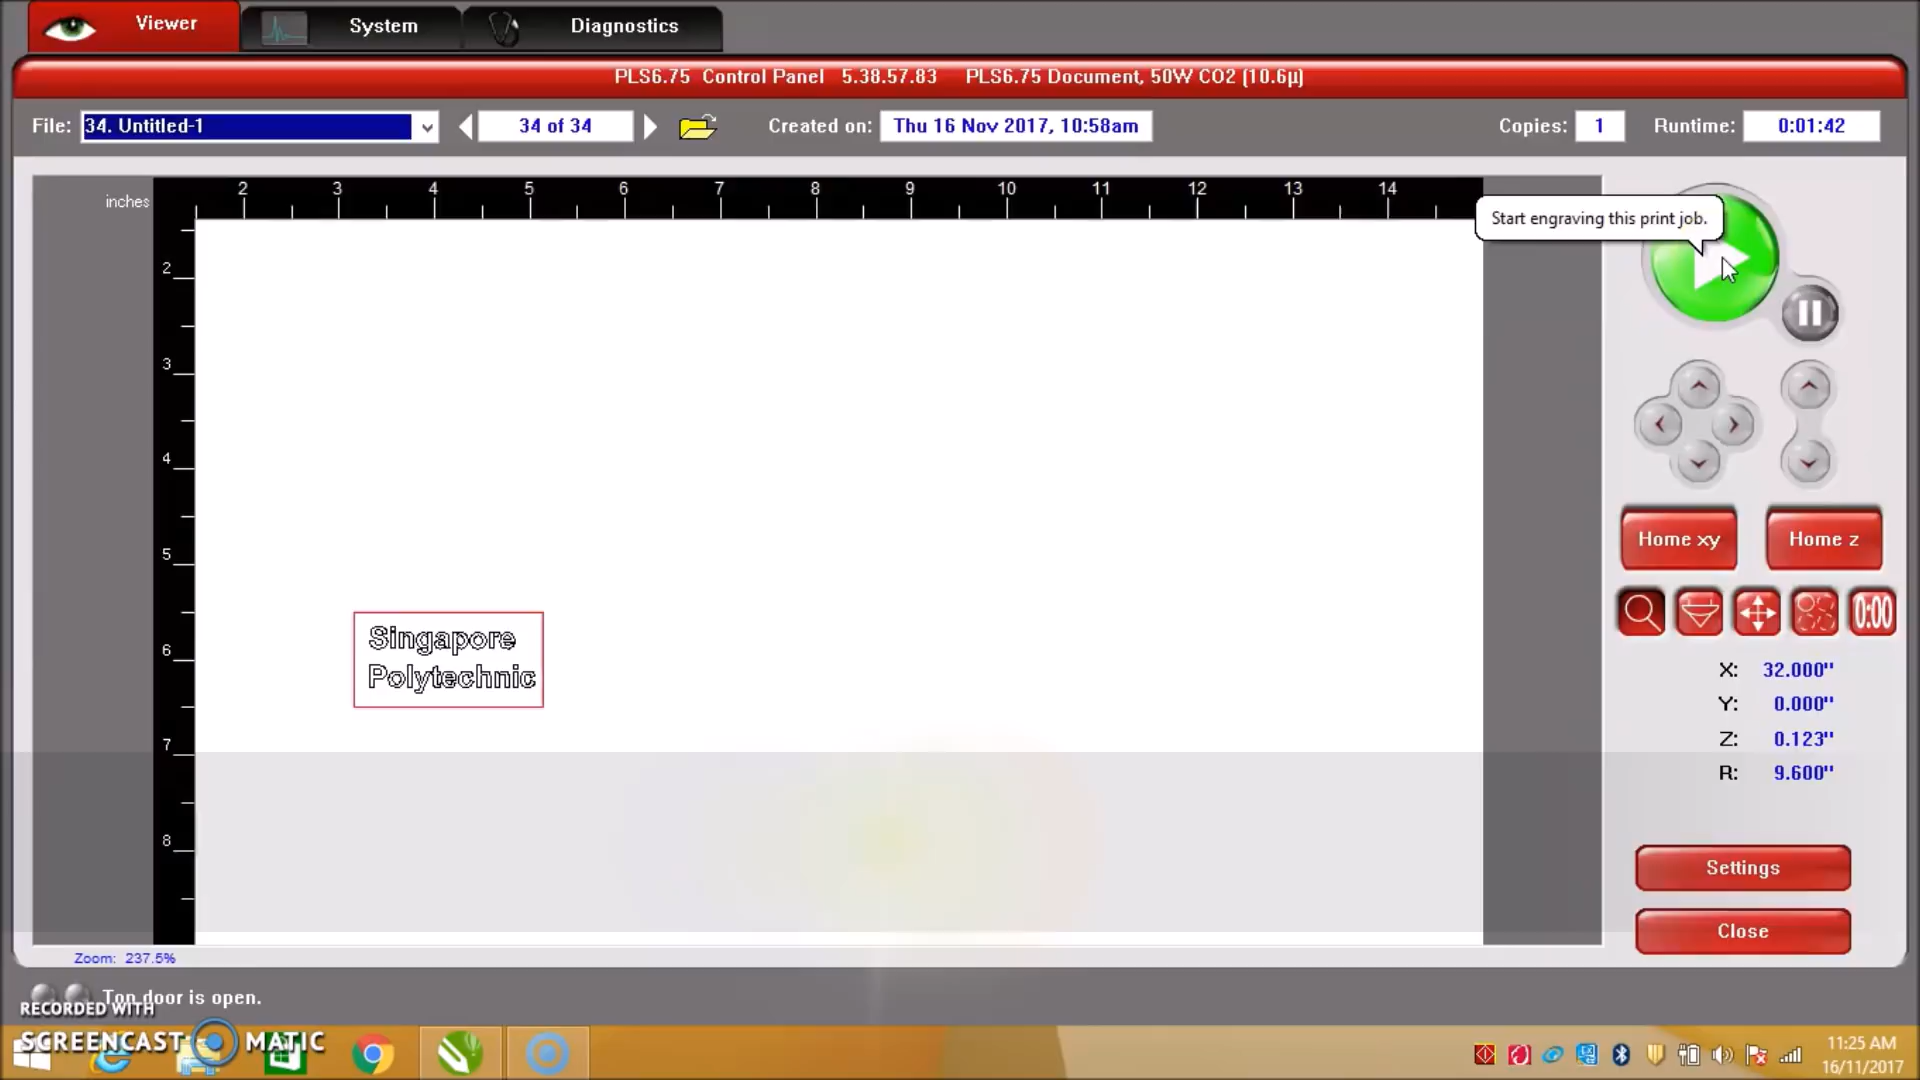 Viewer
System
Diagnostics
PLS6.75 Control Panel 5.38.57.83 PLS6.75 Document, 50W CO2 (10.6µ)
File: 34. Untitled-1
34 of 34
Created on: Thu 16 Nov 2017, 10:58am
Copies: 1
Runtime: 0:01:42
inches
2 3 4 5 6 7 8 9 10 11 12 13 14
2
3
4
5
6
7
8
Start engraving this print job.
Singapore
Polytechnic
Home xy
Home z
0:00
X: 32.000"
Y: 0.000"
Z: 0.123"
R: 9.600"
Settings
Close
Zoom: 237.5%
Top door is open.
RECORDED WITH
SCREENCAST MATIC
11:25 AM
16/11/2017